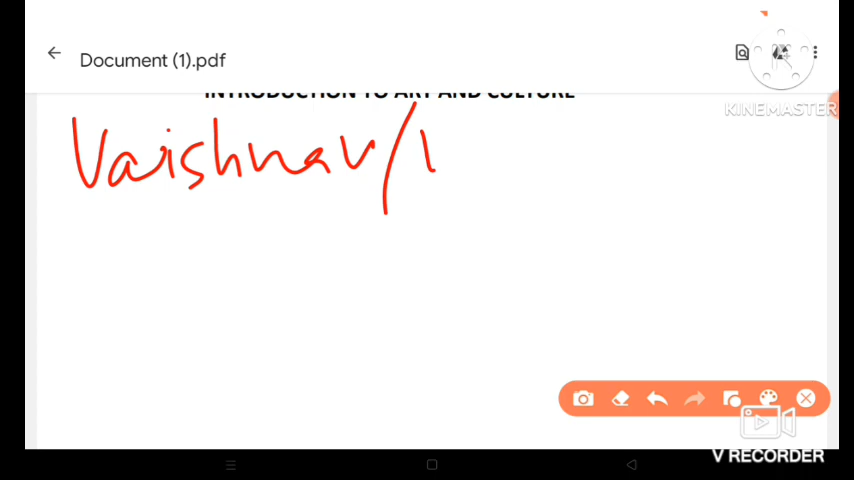 Document (1).pdf
KINEMASTER
INTRODUCTION TO ART AND CULTURE
Vaishnav/
V RECORDER